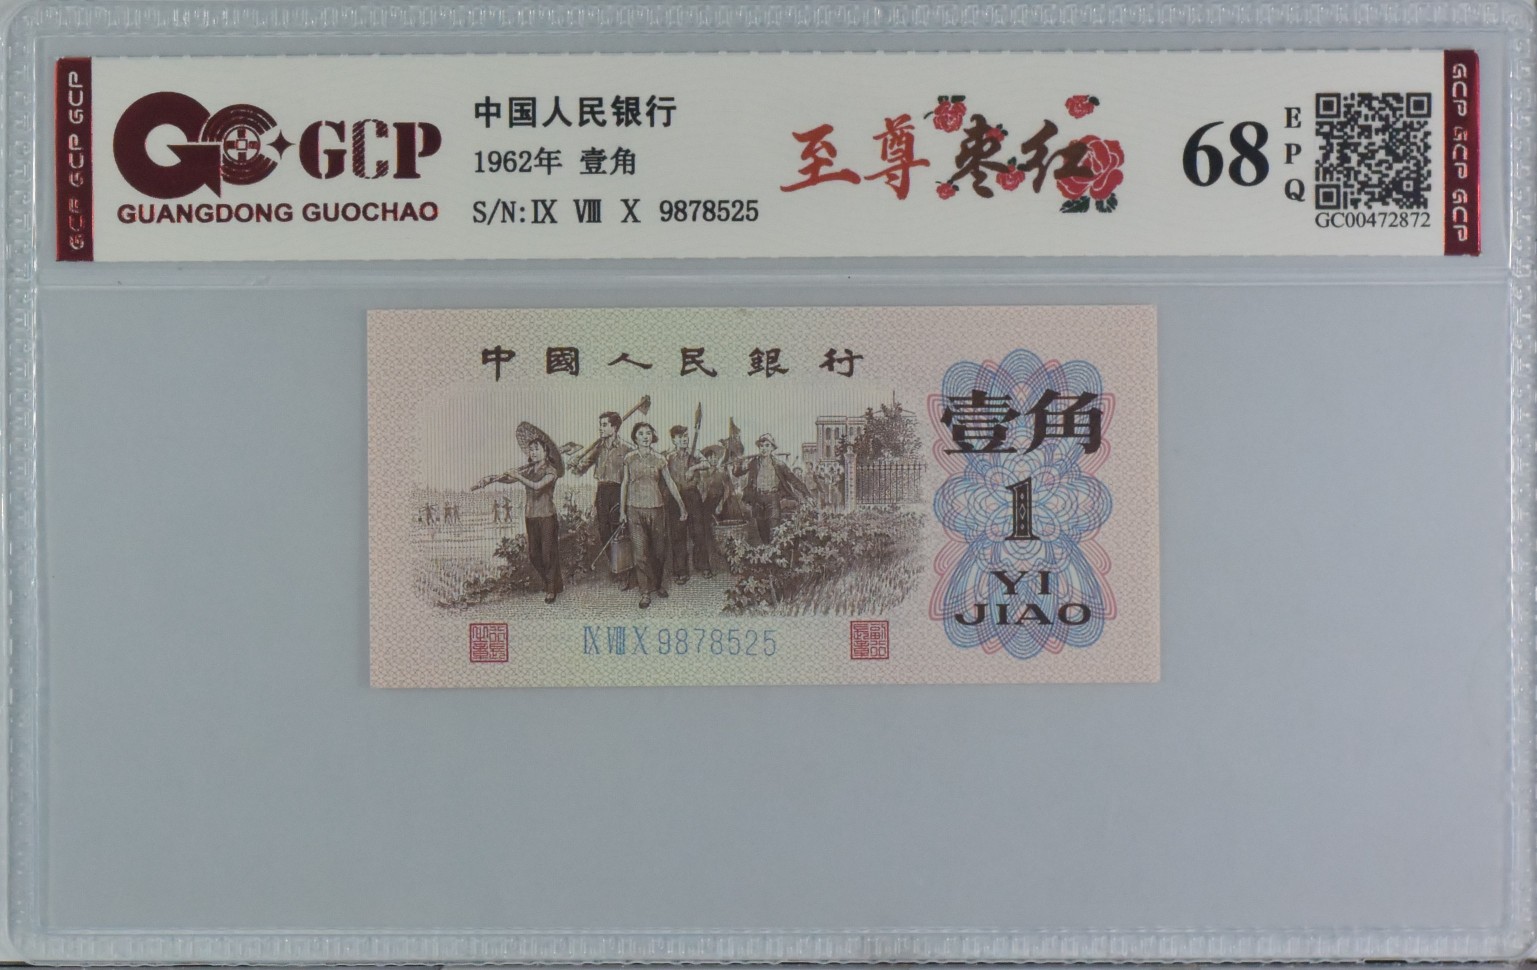 GCP GCP GCP
GCP
GUANGDONG GUOCHAO
中国人民银行
1962年 壹角
S/N: IX VIII X 9878525
至尊枣红
68
EPQ
GC00472872
GCP GCP GCP
中國人民銀行
壹角
1
YI
JIAO
IX VIII X 9878525